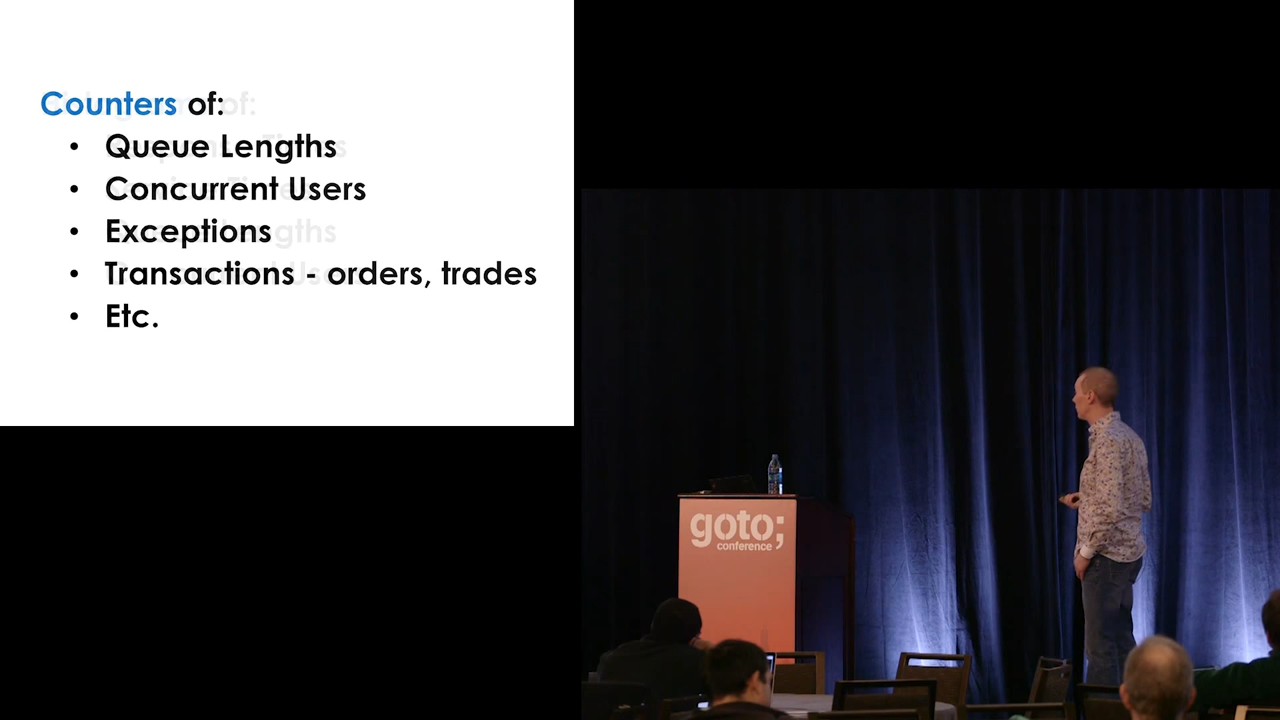 Counters of:
• Queue Lengths
• Concurrent Users
• Exceptions
• Transactions - orders, trades
• Etc.
goto;
conference